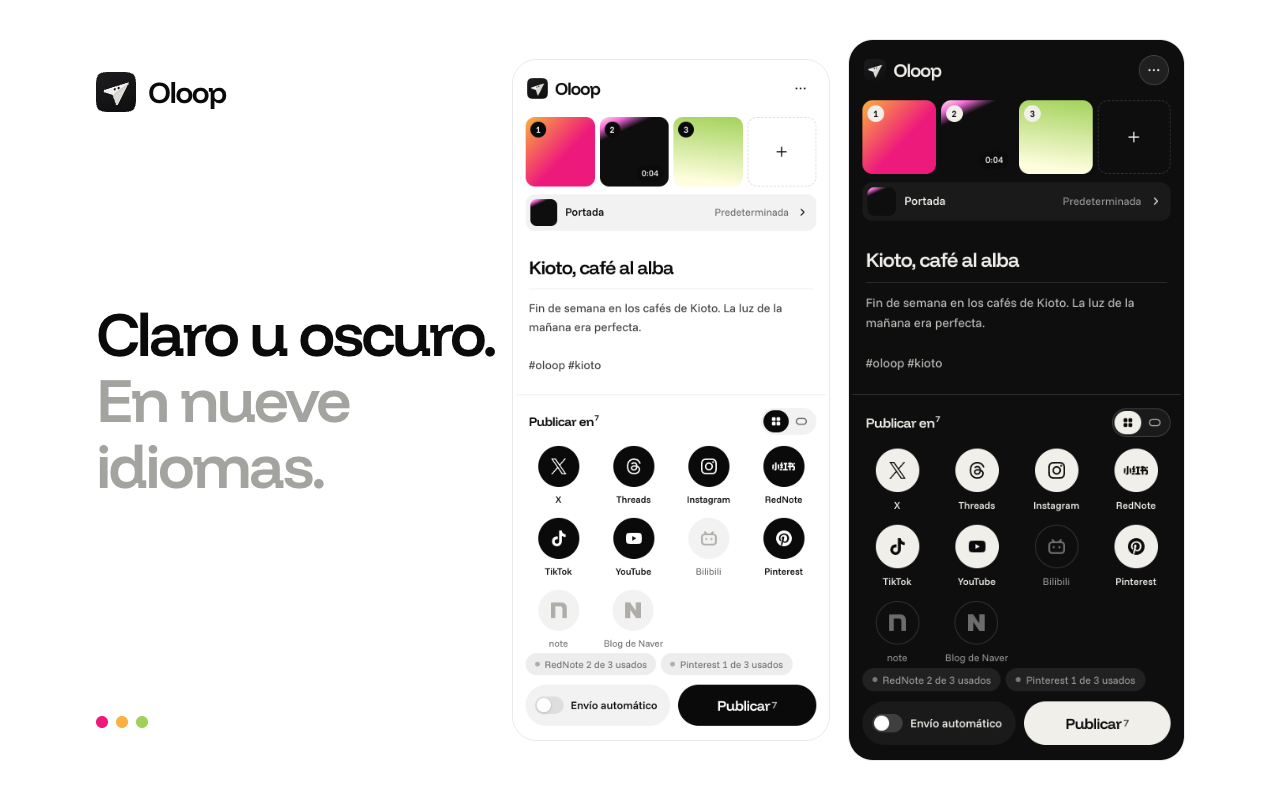 Oloop
Claro u oscuro.
En nueve
idiomas.
Oloop
1
2
0:04
3
Portada
Predeterminada
Kioto, café al alba
Fin de semana en los cafés de Kioto. La luz de la
mañana era perfecta.
#oloop #kioto
Publicar en7
X
Threads
Instagram
小红书
RedNote
TikTok
YouTube
Bilibili
Pinterest
n
note
N
Blog de Naver
RedNote 2 de 3 usados
Pinterest 1 de 3 usados
Envío automático
Publicar 7
Oloop
1
2
0:04
3
Portada
Predeterminada
Kioto, café al alba
Fin de semana en los cafés de Kioto. La luz de la
mañana era perfecta.
#oloop #kioto
Publicar en7
X
Threads
Instagram
小红书
RedNote
TikTok
YouTube
Bilibili
Pinterest
n
note
N
Blog de Naver
RedNote 2 de 3 usados
Pinterest 1 de 3 usados
Envío automático
Publicar 7